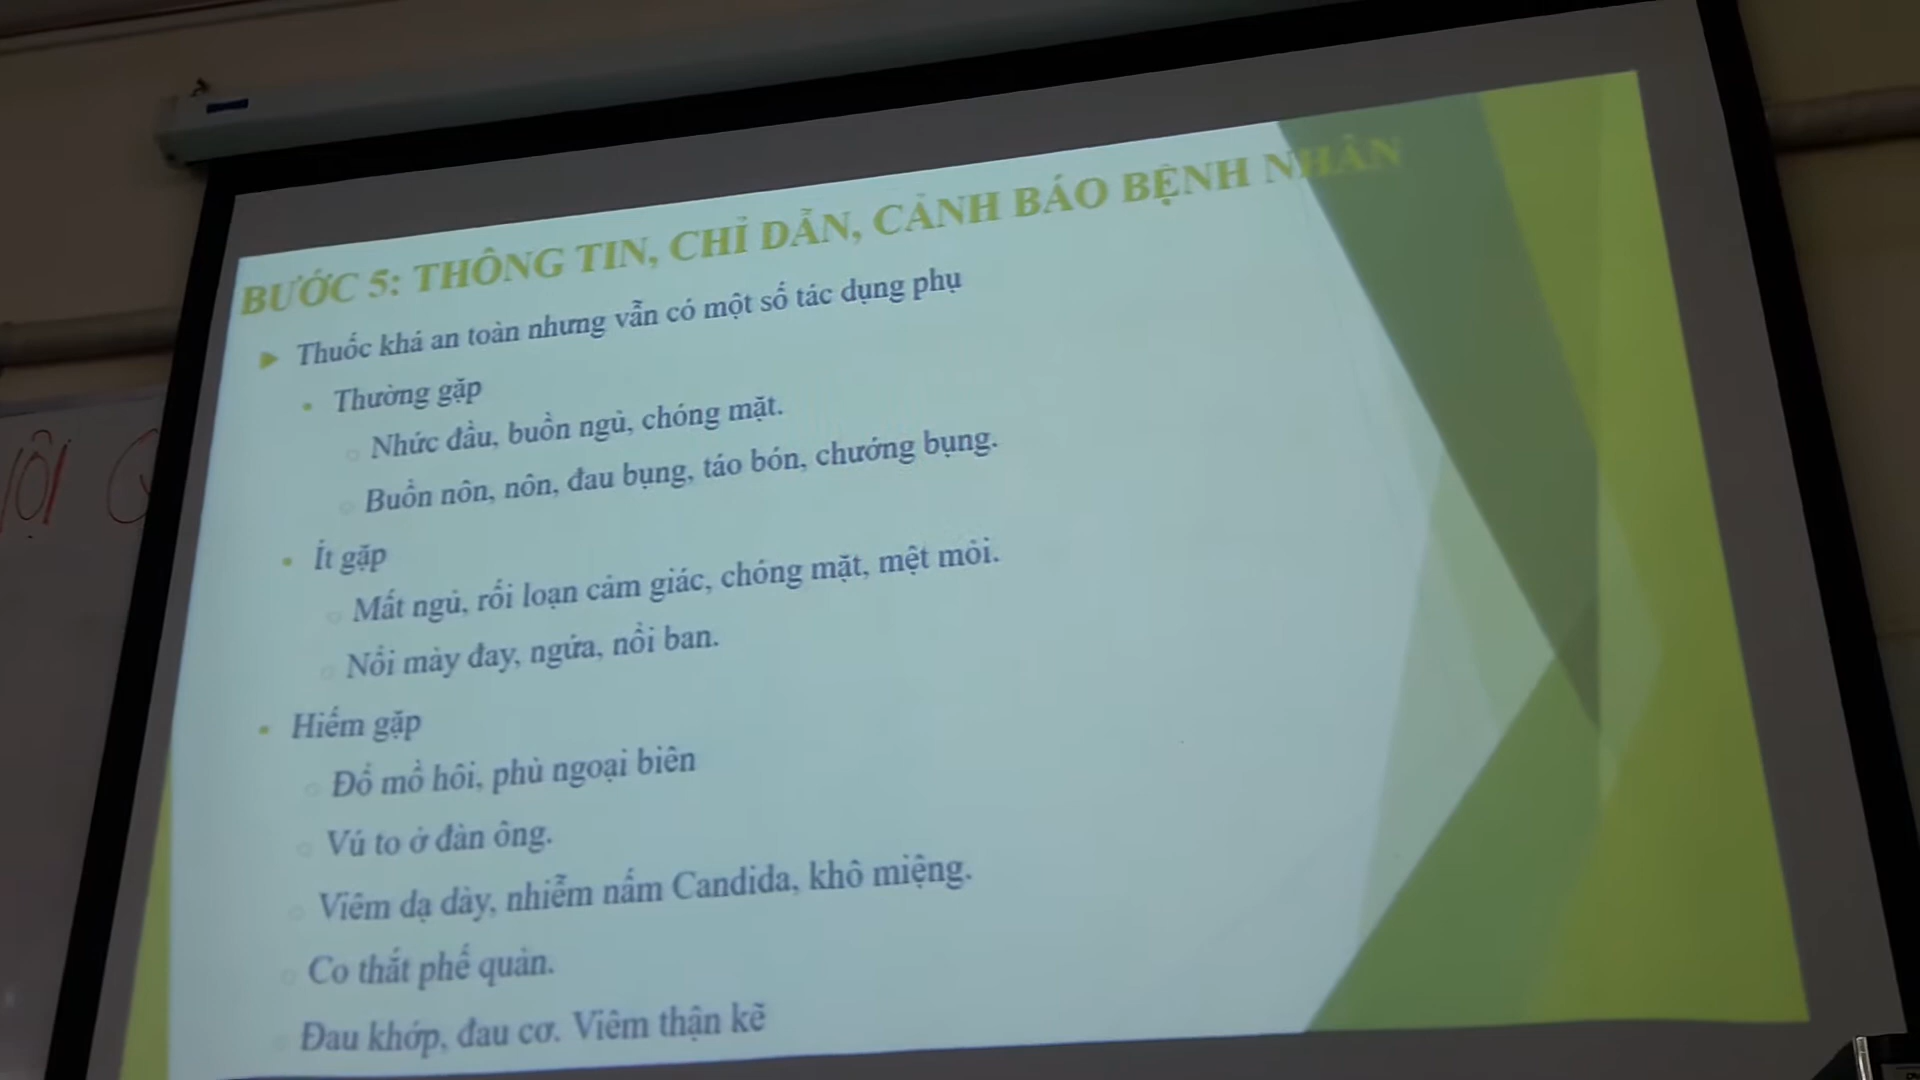 BƯỚC 5: THÔNG TIN, CHỈ DẪN, CẢNH BÁO BỆNH NHÂN
Thuốc khá an toàn nhưng vẫn có một số tác dụng phụ
Thường gặp
Nhức đầu, buồn ngủ, chóng mặt.
Buồn nôn, nôn, đau bụng, táo bón, chướng bụng.
Ít gặp
Mất ngủ, rối loạn cảm giác, chóng mặt, mệt mỏi.
Nổi mày đay, ngứa, nổi ban.
Hiếm gặp
Đổ mồ hôi, phù ngoại biên
Vú to ở đàn ông.
Viêm dạ dày, nhiễm nấm Candida, khô miệng.
Co thắt phế quản.
Đau khớp, đau cơ. Viêm thận kẽ